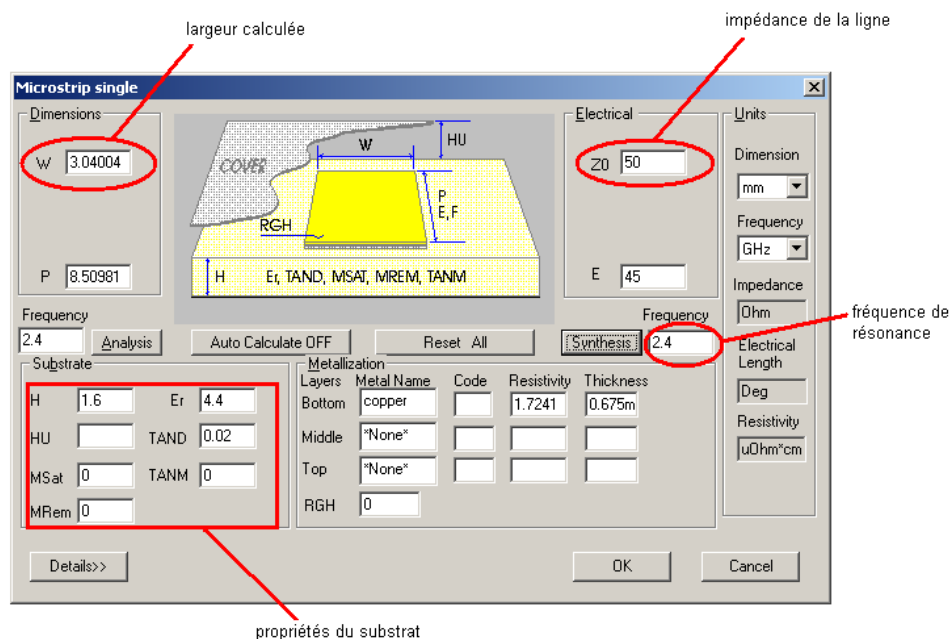 largeur calculée
impédance de la ligne
Microstrip single
Dimensions
W 3.04004
P 8.50981
COVER
W
HU
P
E,F
RGH
H Er, TAND, MSAT, MREM, TANM
Electrical
Z0 50
E 45
Units
Dimension
mm
Frequency
GHz
Impedance
Ohm
Electrical
Length
Deg
Resistivity
uOhm*cm
fréquence de
résonance
Frequency
2.4 Analysis Auto Calculate OFF Reset All Synthesis
Frequency
2.4
Substrate
H 1.6 Er 4.4
HU TAND 0.02
MSat 0 TANM 0
MRem 0
Metallization
Layers Metal Name Code Resistivity Thickness
Bottom copper 1.7241 0.675m
Middle *None*
Top *None*
RGH 0
Details>> OK Cancel
propriétés du substrat